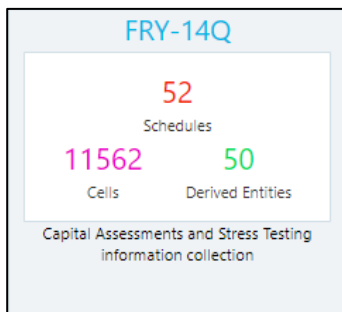 FRY-14Q
52
Schedules
11562 50
Cells Derived Entities
Capital Assessments and Stress Testing
information collection